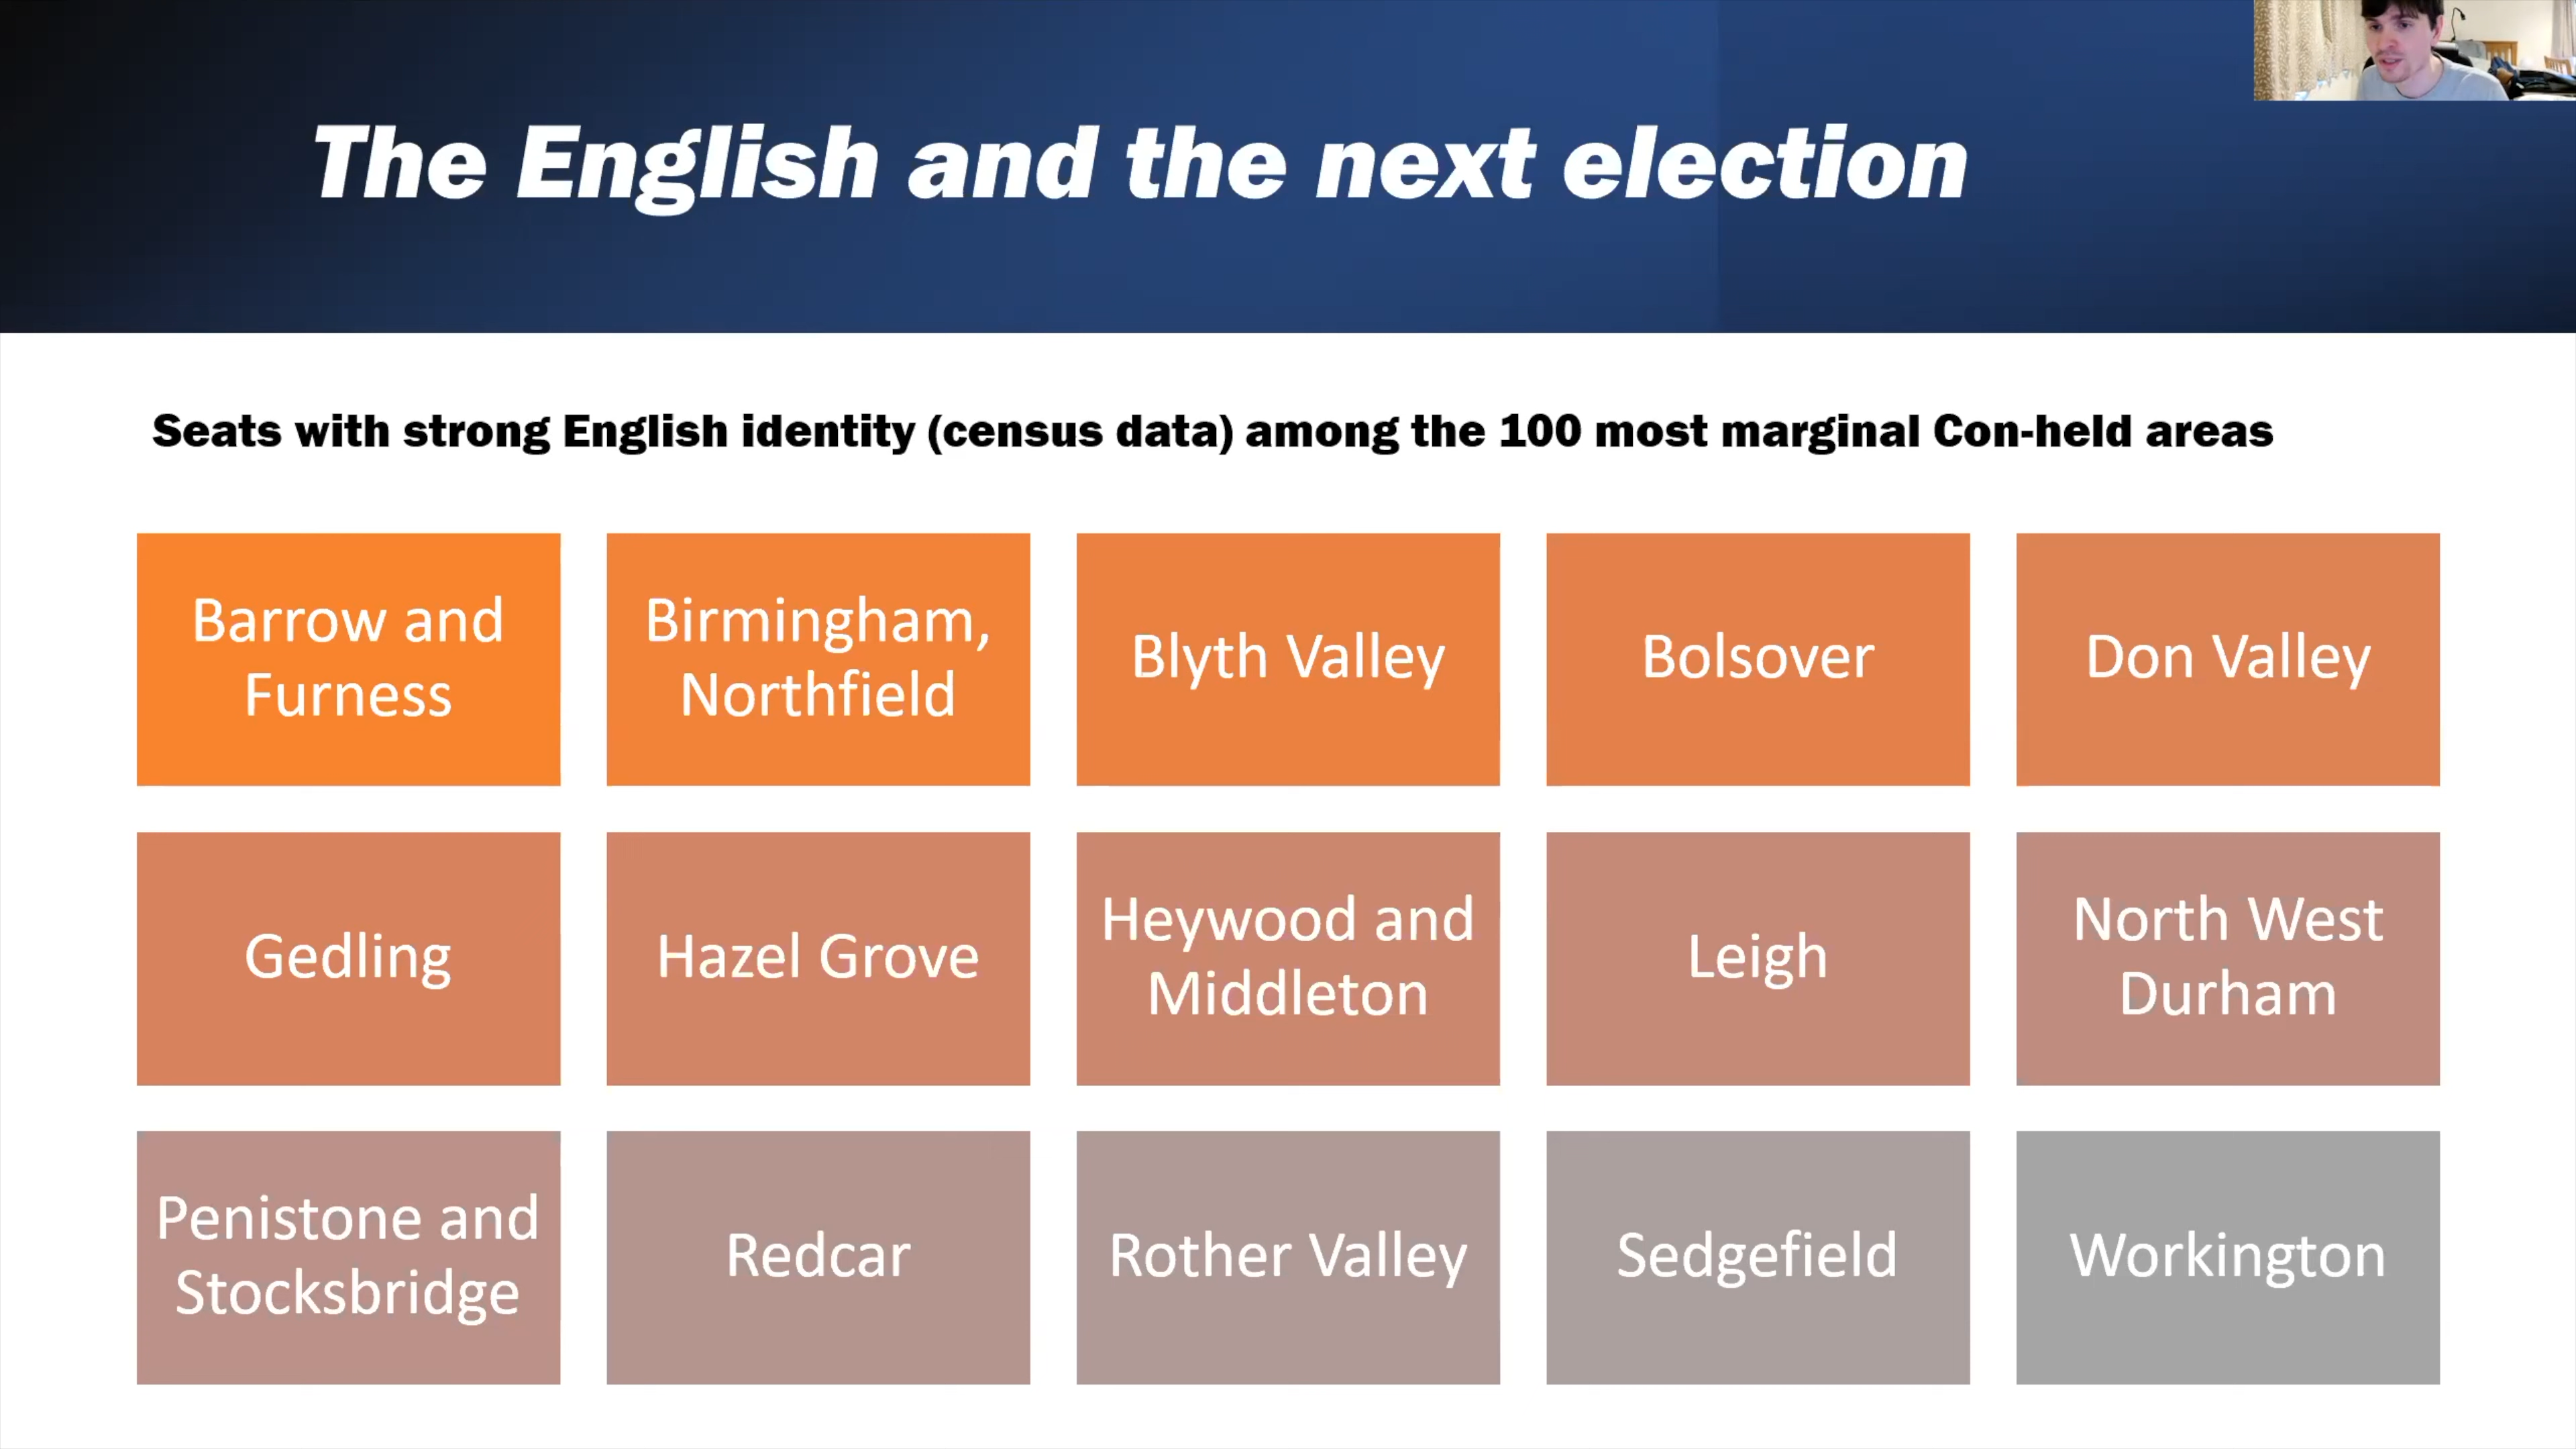 The English and the next election
Seats with strong English identity (census data) among the 100 most marginal Con-held areas
Barrow and
Furness
Birmingham,
Northfield
Blyth Valley
Bolsover
Don Valley
Gedling
Hazel Grove
Heywood and
Middleton
Leigh
North West
Durham
Penistone and
Stocksbridge
Redcar
Rother Valley
Sedgefield
Workington